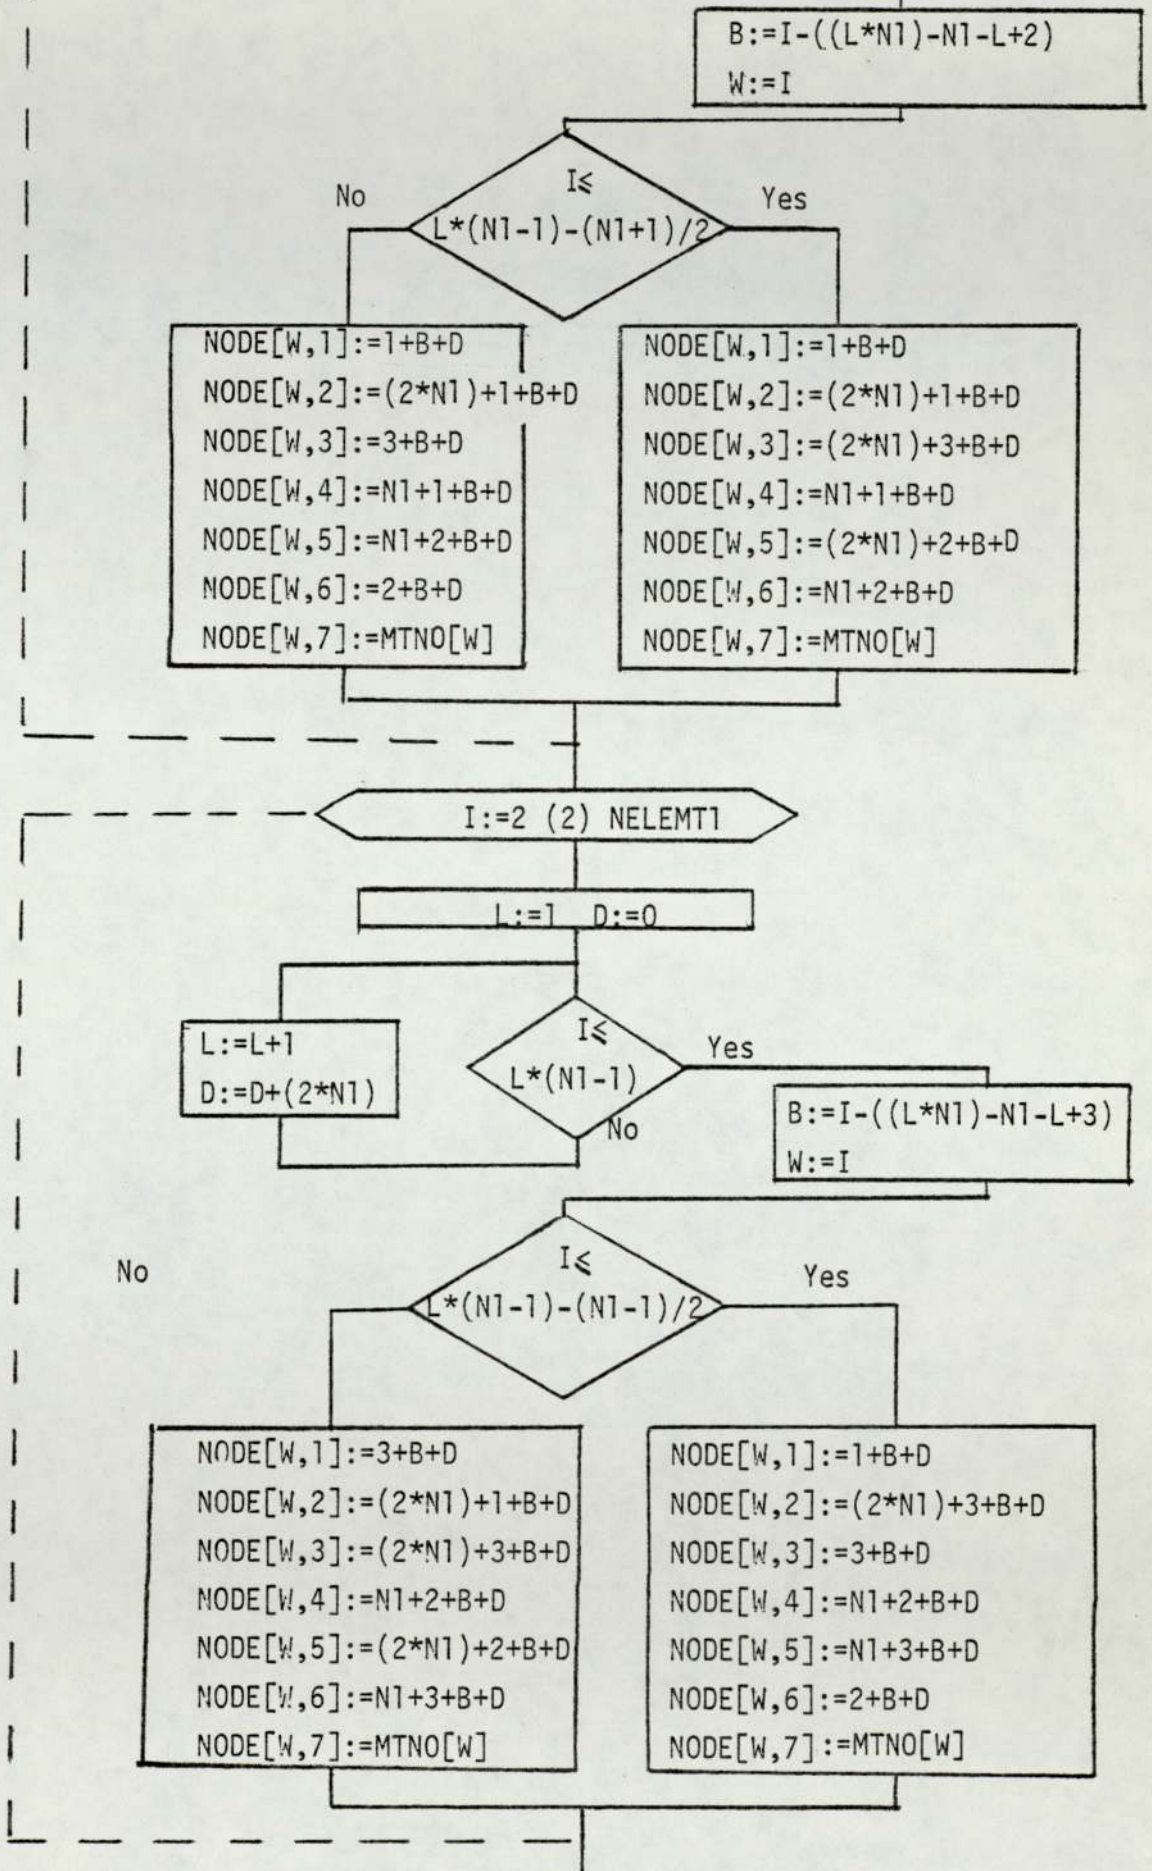 B:=I-((L*N1)-N1-L+2)
W:=I
I≤
L*(N1-1)-(N1+1)/2
No
Yes
NODE[W,1]:=1+B+D
NODE[W,2]:=(2*N1)+1+B+D
NODE[W,3]:=3+B+D
NODE[W,4]:=N1+1+B+D
NODE[W,5]:=N1+2+B+D
NODE[W,6]:=2+B+D
NODE[W,7]:=MTNO[W]
NODE[W,1]:=1+B+D
NODE[W,2]:=(2*N1)+1+B+D
NODE[W,3]:=(2*N1)+3+B+D
NODE[W,4]:=N1+1+B+D
NODE[W,5]:=(2*N1)+2+B+D
NODE[W,6]:=N1+2+B+D
NODE[W,7]:=MTNO[W]
I:=2 (2) NELEMT1
L:=1 D:=0
L:=L+1
D:=D+(2*N1)
I≤
L*(N1-1)
Yes
No
B:=I-((L*N1)-N1-L+3)
W:=I
No
I≤
L*(N1-1)-(N1-1)/2
Yes
NODE[W,1]:=3+B+D
NODE[W,2]:=(2*N1)+1+B+D
NODE[W,3]:=(2*N1)+3+B+D
NODE[W,4]:=N1+2+B+D
NODE[W,5]:=(2*N1)+2+B+D
NODE[W,6]:=N1+3+B+D
NODE[W,7]:=MTNO[W]
NODE[W,1]:=1+B+D
NODE[W,2]:=(2*N1)+3+B+D
NODE[W,3]:=3+B+D
NODE[W,4]:=N1+2+B+D
NODE[W,5]:=N1+3+B+D
NODE[W,6]:=2+B+D
NODE[W,7]:=MTNO[W]